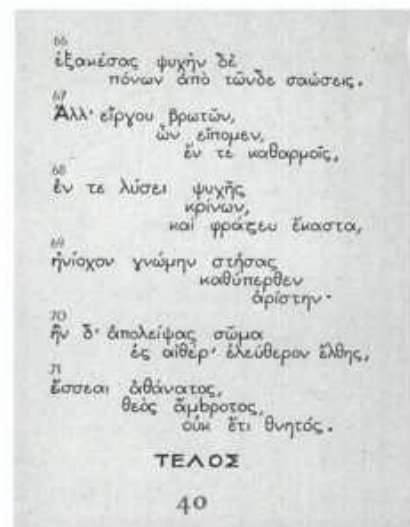 66
ἐξακέσας ψυχὴν δὲ
πόνων ἀπὸ τῶνδε σαώσεις.
67
Ἀλλ' εἴργου βρωτῶν,
ὧν εἴπομεν,
ἔν τε καθαρμοῖς,
68
ἔν τε λύσει ψυχῆς
κρίνων,
καὶ φράζευ ἕκαστα,
69
ἡνίοχον γνώμην στήσας
καθύπερθεν
ἀρίστην·
70
ἢν δ' ἀπολείψας σῶμα
ἐς αἰθέρ' ἐλεύθερον ἔλθης,
71
ἔσσεαι ἀθάνατος,
θεὸς ἄμβροτος,
οὐκ ἔτι θνητός.
ΤΕΛΟΣ
40